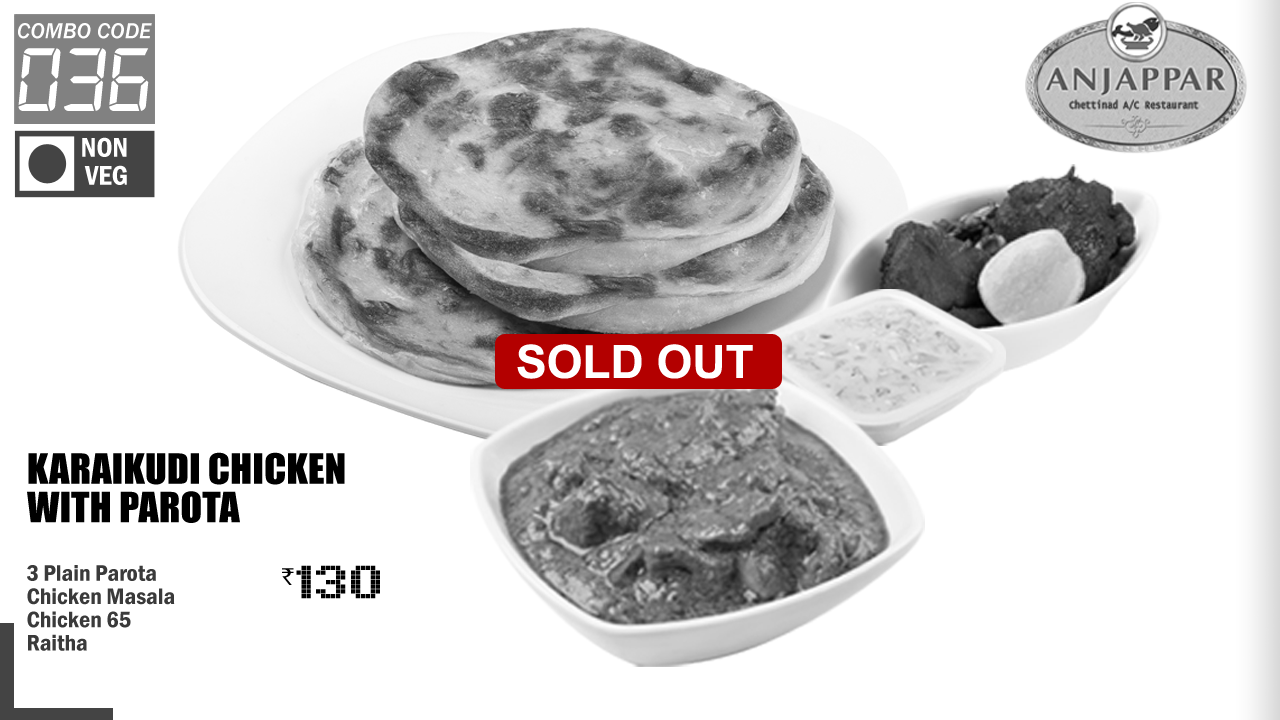 COMBO CODE
036
NON
VEG
ANJAPPAR
Chettinad A/C Restaurant
SOLD OUT
KARAIKUDI CHICKEN
WITH PAROTA
3 Plain Parota
Chicken Masala
Chicken 65
Raitha
₹130